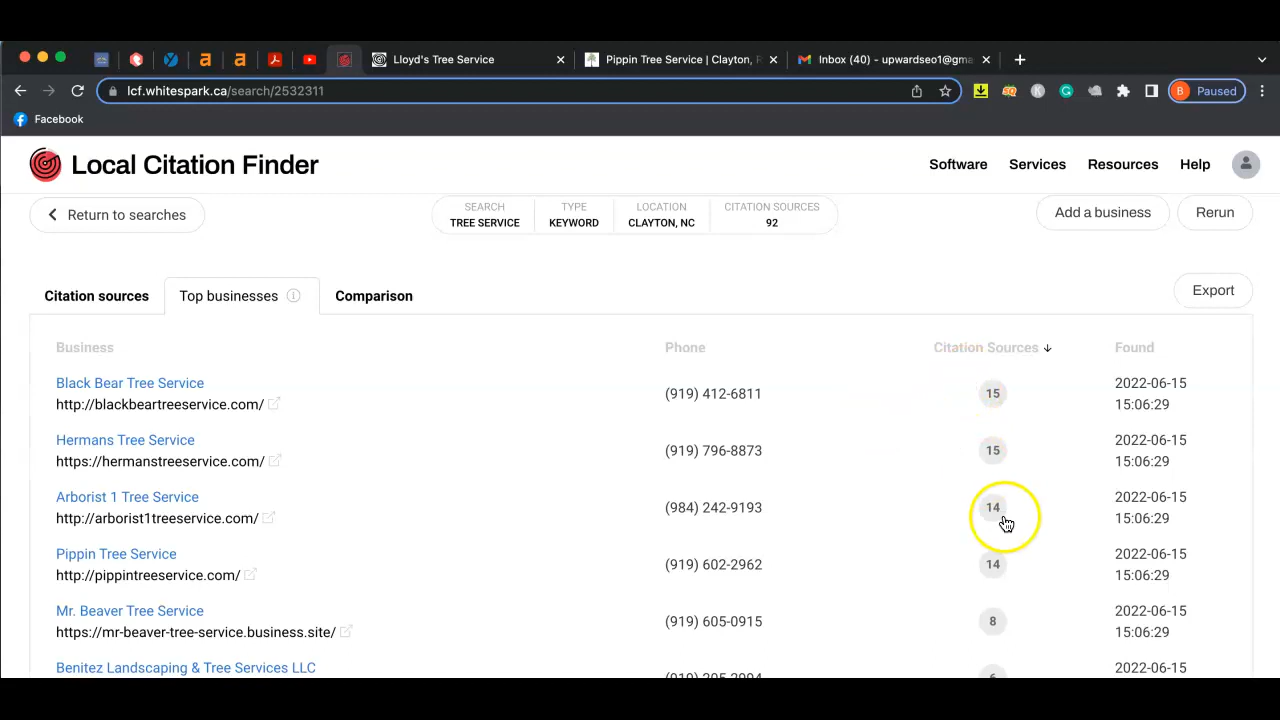 Lloyd's Tree Service
Pippin Tree Service | Clayton,
Inbox (40) - upwardseo1@gma
lcf.whitespark.ca/search/2532311
B Paused
Facebook
Local Citation Finder
Software Services Resources Help
Return to searches
SEARCH TYPE LOCATION CITATION SOURCES
TREE SERVICE KEYWORD CLAYTON, NC 92
Add a business Rerun
Citation sources Top businesses Comparison Export
Business Phone Citation Sources Found
Black Bear Tree Service
http://blackbeartreeservice.com/
(919) 412-6811
15
2022-06-15
15:06:29
Hermans Tree Service
https://hermanstreeservice.com/
(919) 796-8873
15
2022-06-15
15:06:29
Arborist 1 Tree Service
http://arborist1treeservice.com/
(984) 242-9193
14
2022-06-15
15:06:29
Pippin Tree Service
http://pippintreeservice.com/
(919) 602-2962
14
2022-06-15
15:06:29
Mr. Beaver Tree Service
https://mr-beaver-tree-service.business.site/
(919) 605-0915
8
2022-06-15
15:06:29
Benitez Landscaping & Tree Services LLC
2022-06-15